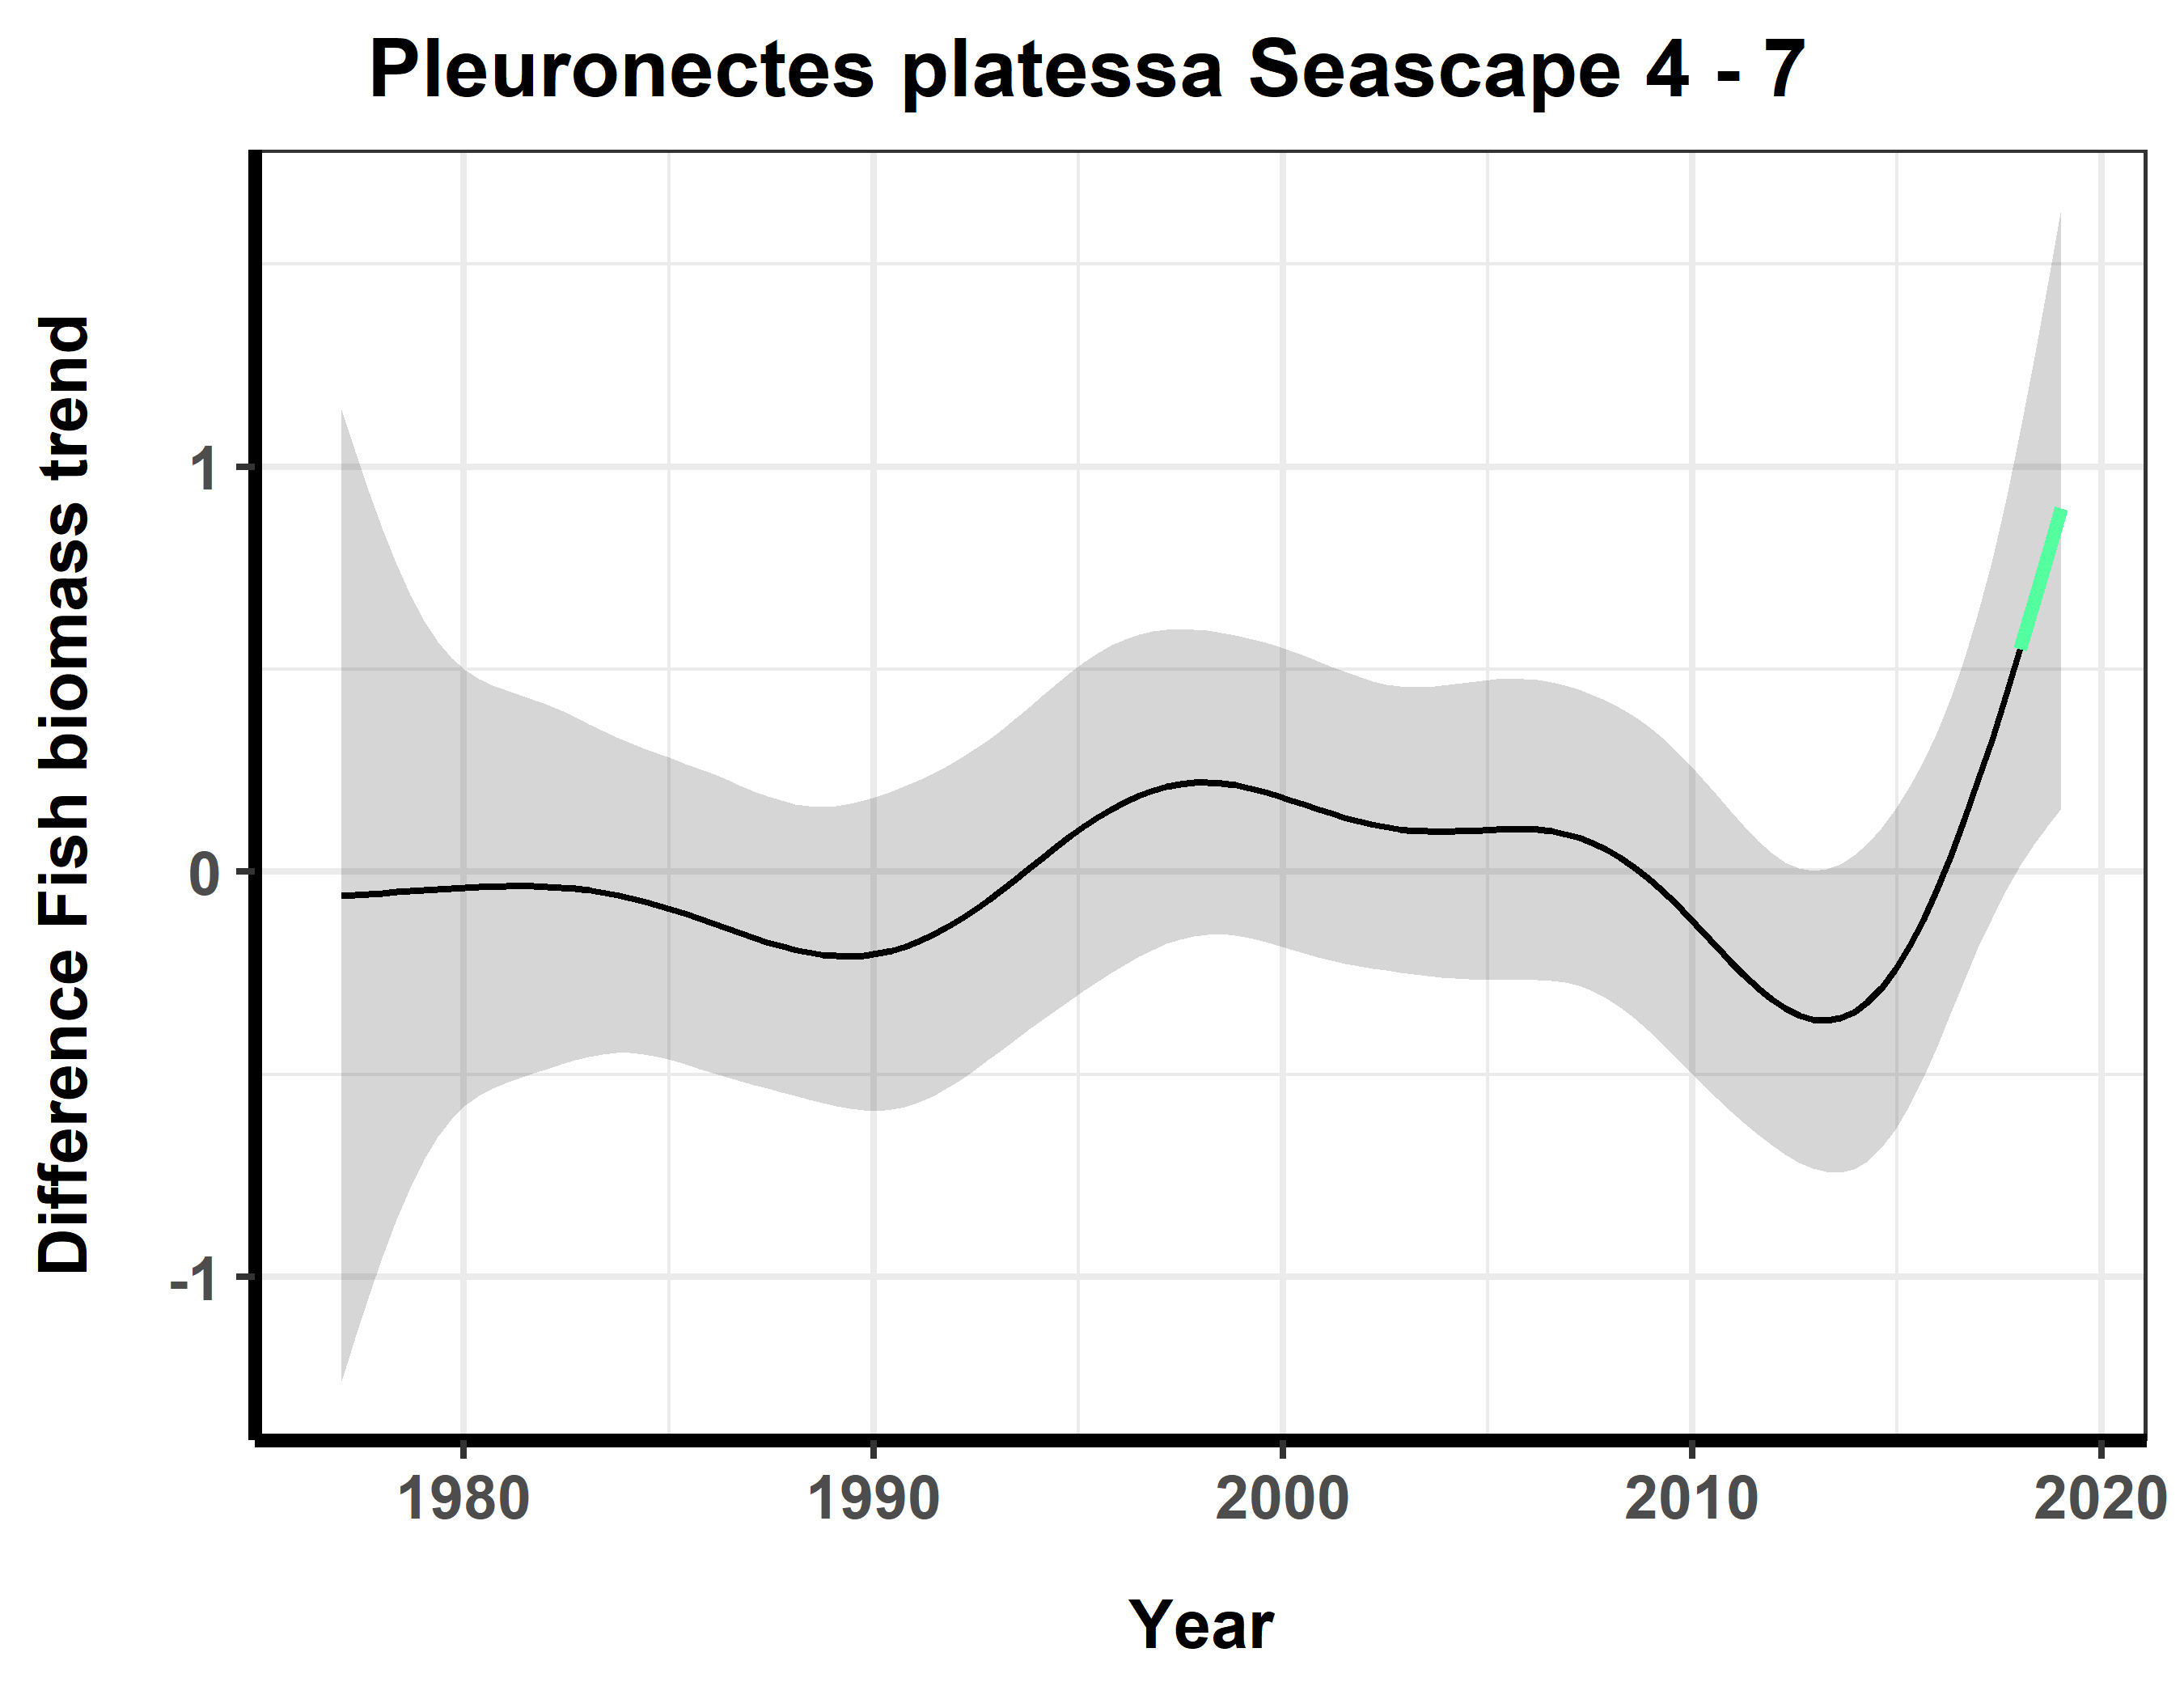 Pleuronectes platessa Seascape 4 - 7
Difference Fish biomass trend
1
0
-1
1980
1990
2000
2010
2020
Year